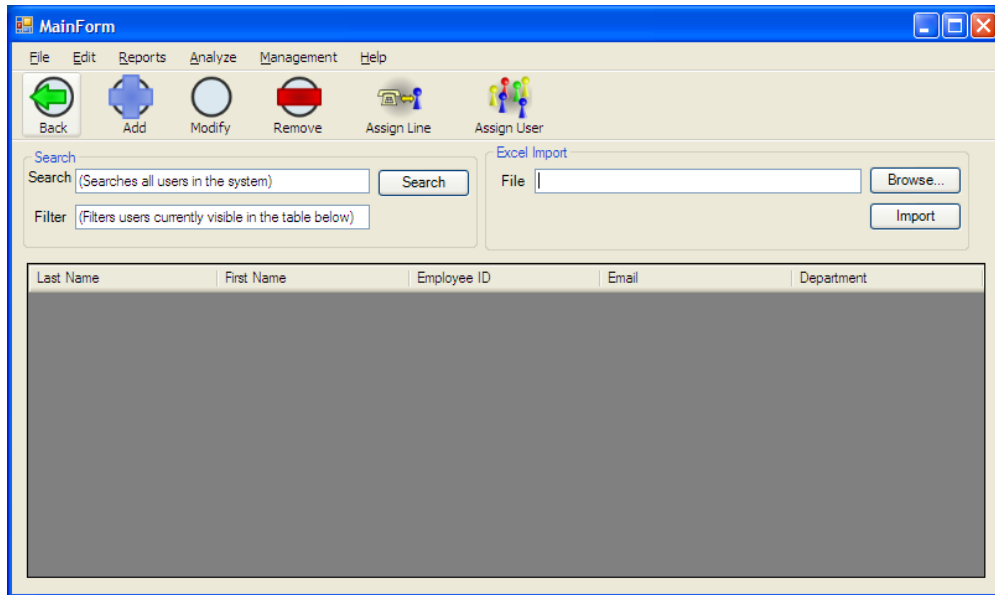 MainForm
File Edit Reports Analyze Management Help
Back Add Modify Remove Assign Line Assign User
Search
Search (Searches all users in the system) Search
Filter (Filters users currently visible in the table below)
Excel Import
File Browse...
Import
Last Name First Name Employee ID Email Department